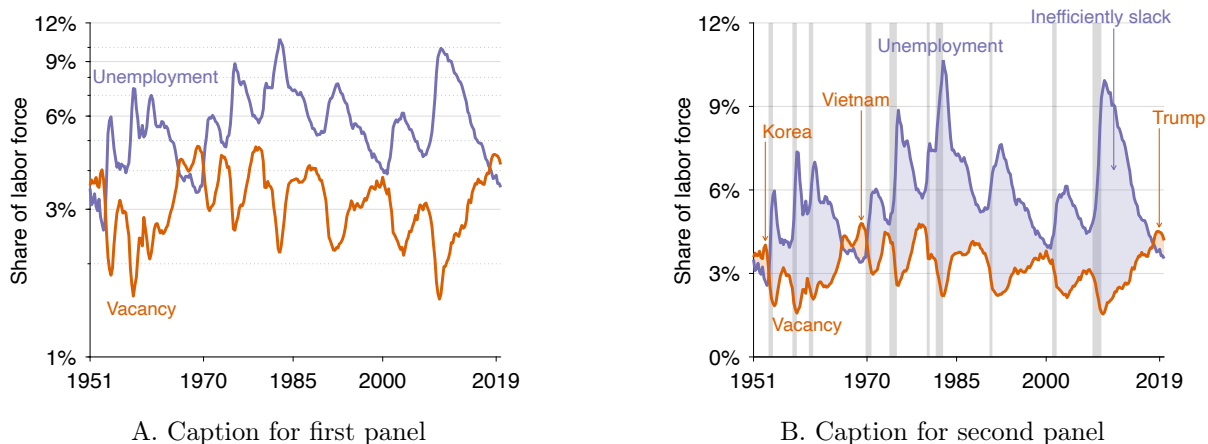 12%
9%
6%
3%
1%
Share of labor force
Unemployment
Vacancy
1951
1970
1985
2000
2019
A. Caption for first panel
12%
9%
6%
3%
0%
Share of labor force
Inefficiently slack
Unemployment
Vietnam
Korea
Trump
Vacancy
1951
1970
1985
2000
2019
B. Caption for second panel